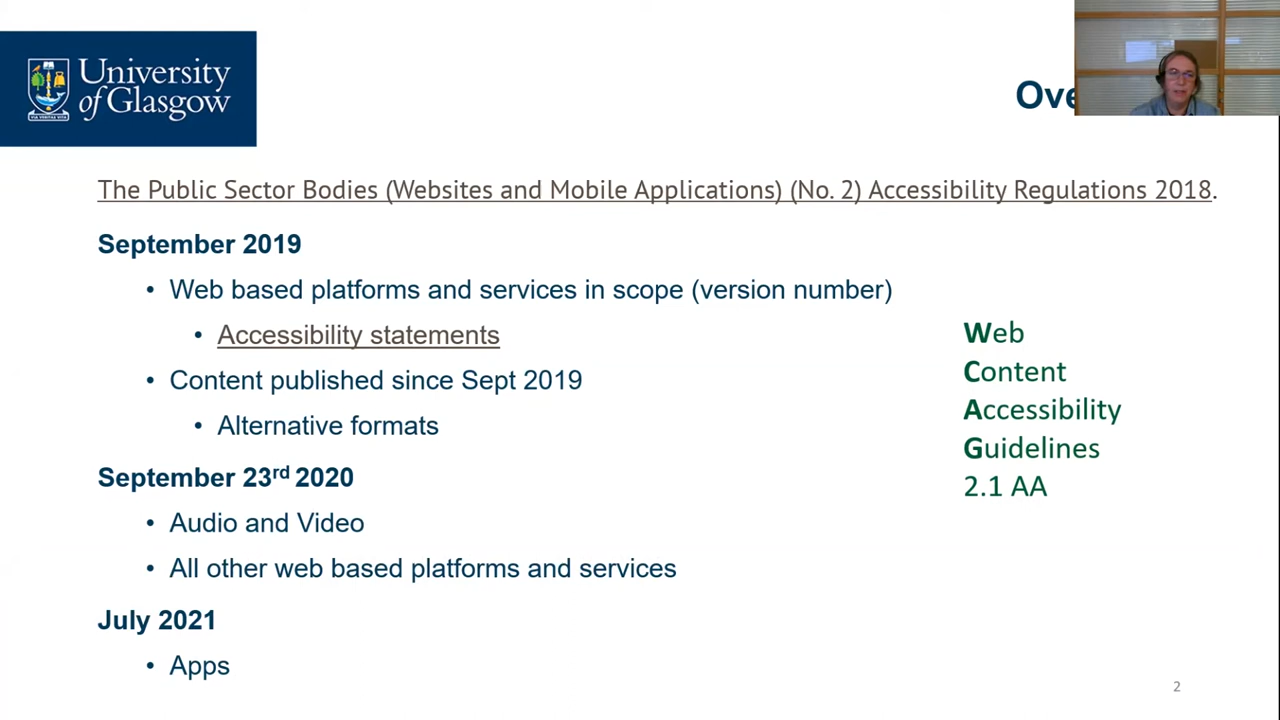 University
of Glasgow
VIA VERITAS VITA
The Public Sector Bodies (Websites and Mobile Applications) (No. 2) Accessibility Regulations 2018.
September 2019
• Web based platforms and services in scope (version number)
• Accessibility statements
• Content published since Sept 2019
• Alternative formats
September 23rd 2020
• Audio and Video
• All other web based platforms and services
July 2021
• Apps
Web
Content
Accessibility
Guidelines
2.1 AA
2